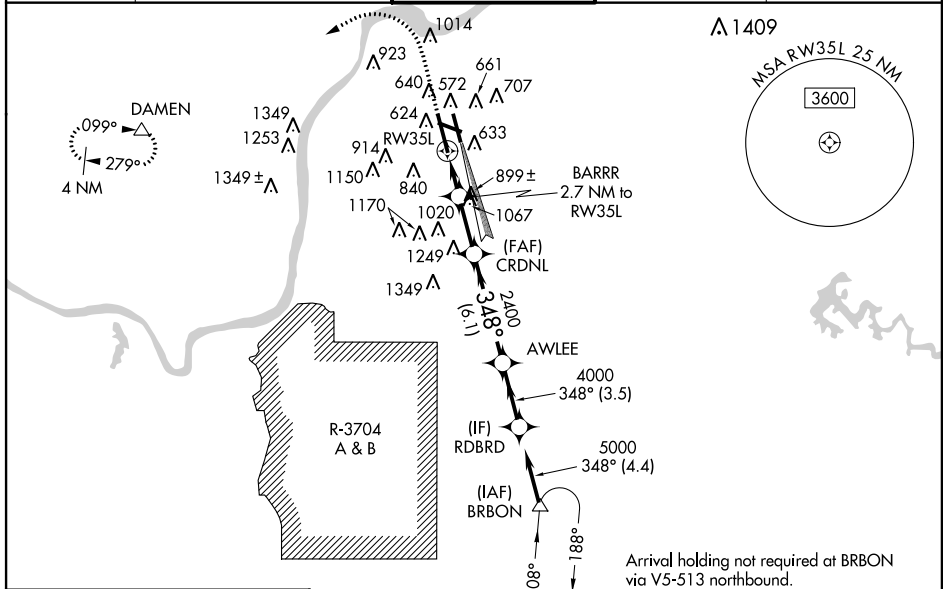 1014
1409
MSA RW35L 25 NM
3600
923
661
640
572
707
DAMEN
099°
279°
4 NM
1349
1253
1349 ±
624
RW35L
633
914
1150
840
899 ±
BARRR
2.7 NM to
RW35L
1170
1020
1067
(FAF)
CRDNL
1249
1349
2400
348°
(6.1)
AWLEE
4000
348° (3.5)
R-3704
A & B
(IF)
RDBRD
5000
348° (4.4)
(IAF)
BRBON
08°
188°
Arrival holding not required at BRBON
via V5-513 northbound.